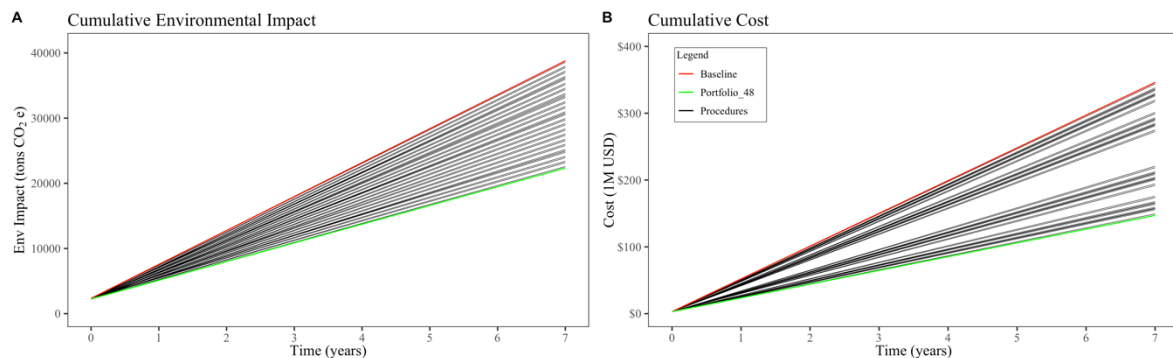 A
Cumulative Environmental Impact
Env Impact (tons CO₂ e)
40000
30000
20000
10000
0
0 1 2 3 4 5 6 7
Time (years)
B
Cumulative Cost
Cost (1M USD)
$400
$300
$200
$100
$0
Legend
Baseline
Portfolio_48
Procedures
0 1 2 3 4 5 6 7
Time (years)